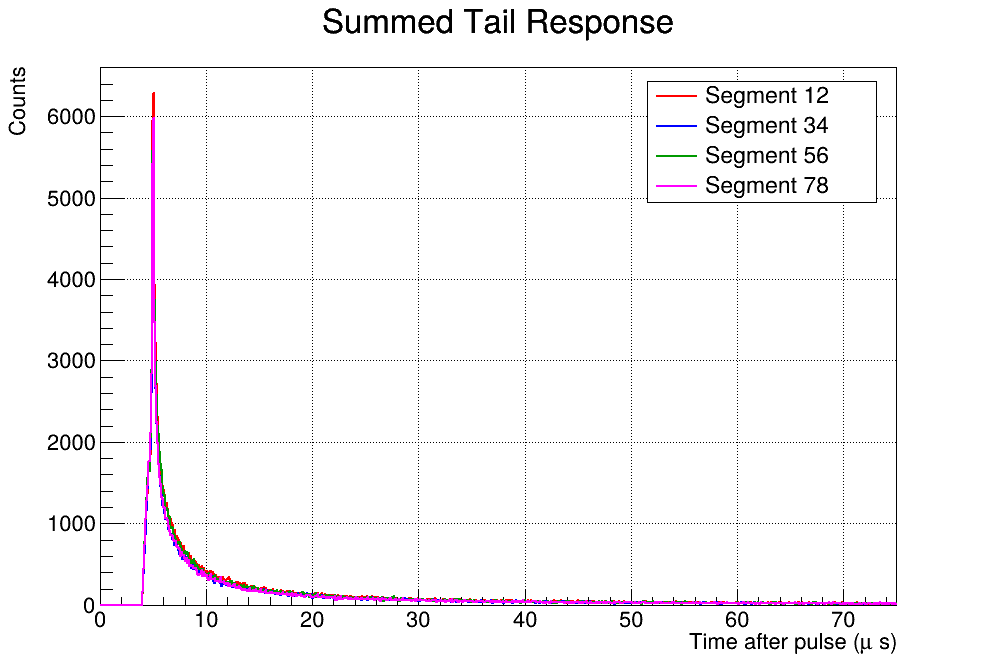 Summed Tail Response
Counts
6000
5000
4000
3000
2000
1000
0
0 10 20 30 40 50 60 70
Time after pulse (μ s)
Segment 12
Segment 34
Segment 56
Segment 78